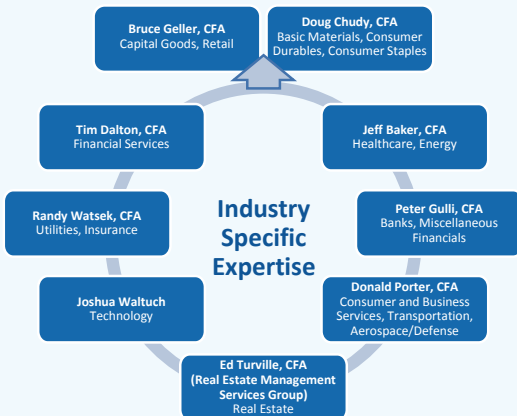 Bruce Geller, CFA
Capital Goods, Retail
Doug Chudy, CFA
Basic Materials, Consumer
Durables, Consumer Staples
Tim Dalton, CFA
Financial Services
Jeff Baker, CFA
Healthcare, Energy
Randy Watsek, CFA
Utilities, Insurance
Industry
Specific
Expertise
Peter Gulli, CFA
Banks, Miscellaneous
Financials
Joshua Waltuch
Technology
Donald Porter, CFA
Consumer and Business
Services, Transportation,
Aerospace/Defense
Ed Turville, CFA
(Real Estate Management
Services Group)
Real Estate